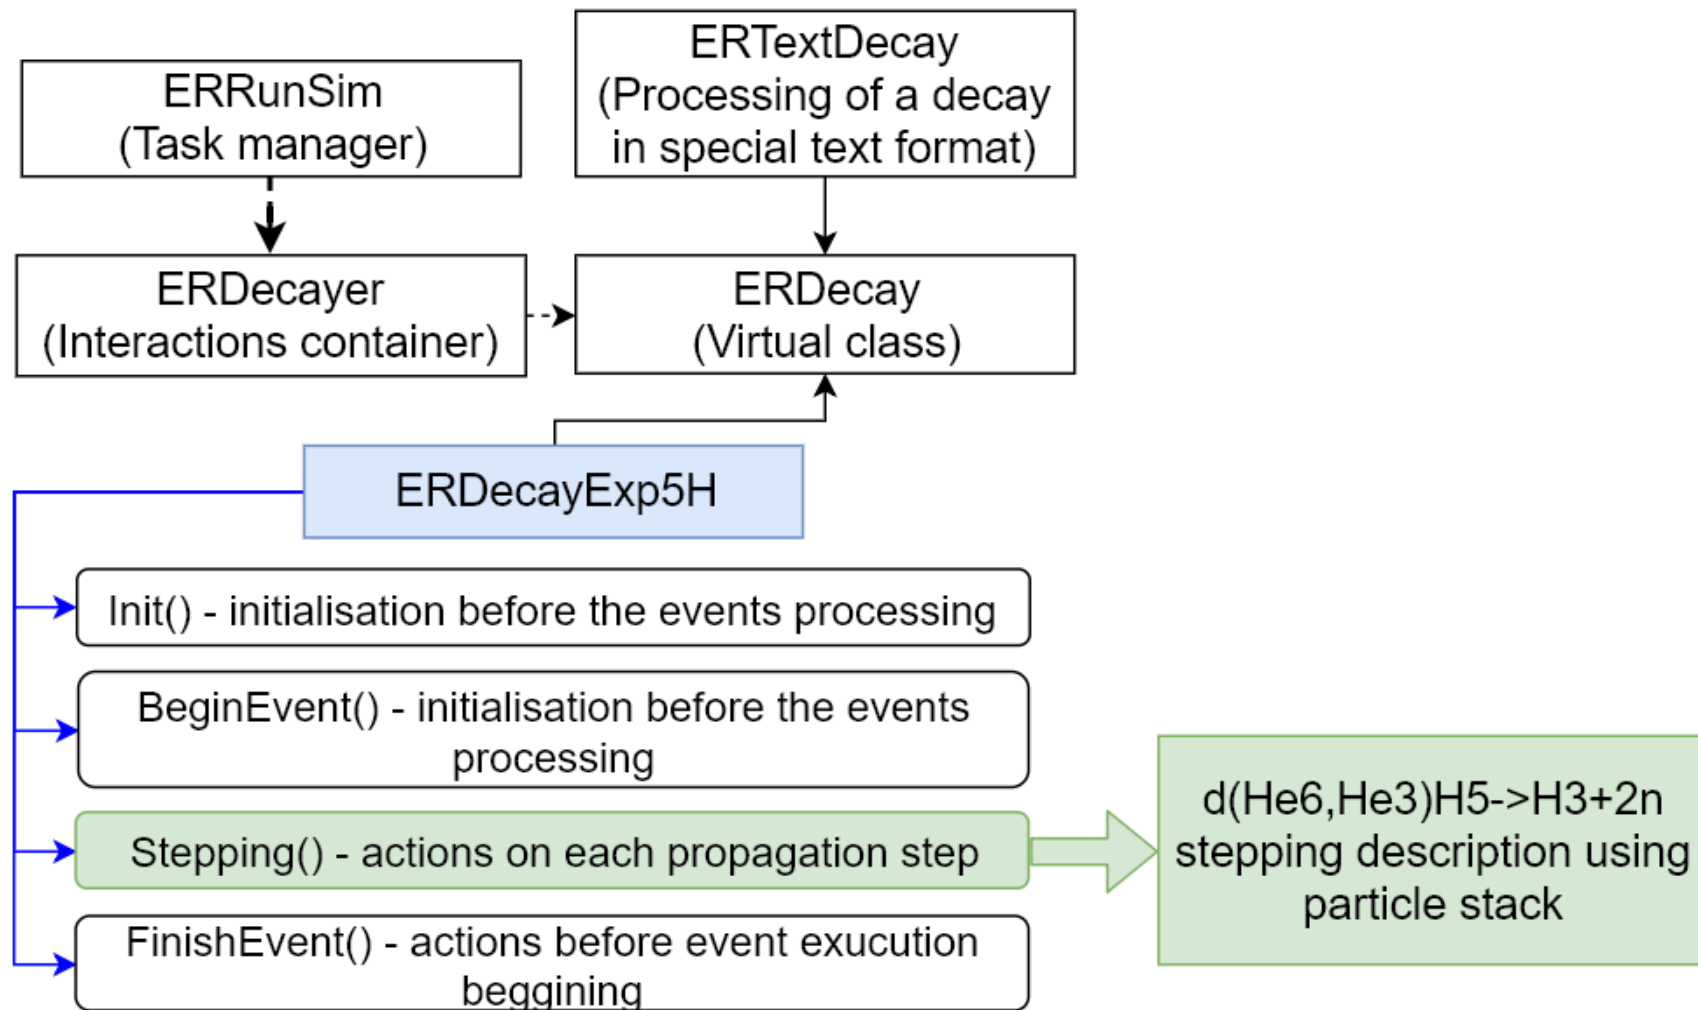 ERRunSim
(Task manager)
ERTextDecay
(Processing of a decay
in special text format)
ERDecayer
(Interactions container)
ERDecay
(Virtual class)
ERDecayExp5H
Init() - initialisation before the events processing
BeginEvent() - initialisation before the events
processing
Stepping() - actions on each propagation step
d(He6,He3)H5->H3+2n
stepping description using
particle stack
FinishEvent() - actions before event exucution
beggining